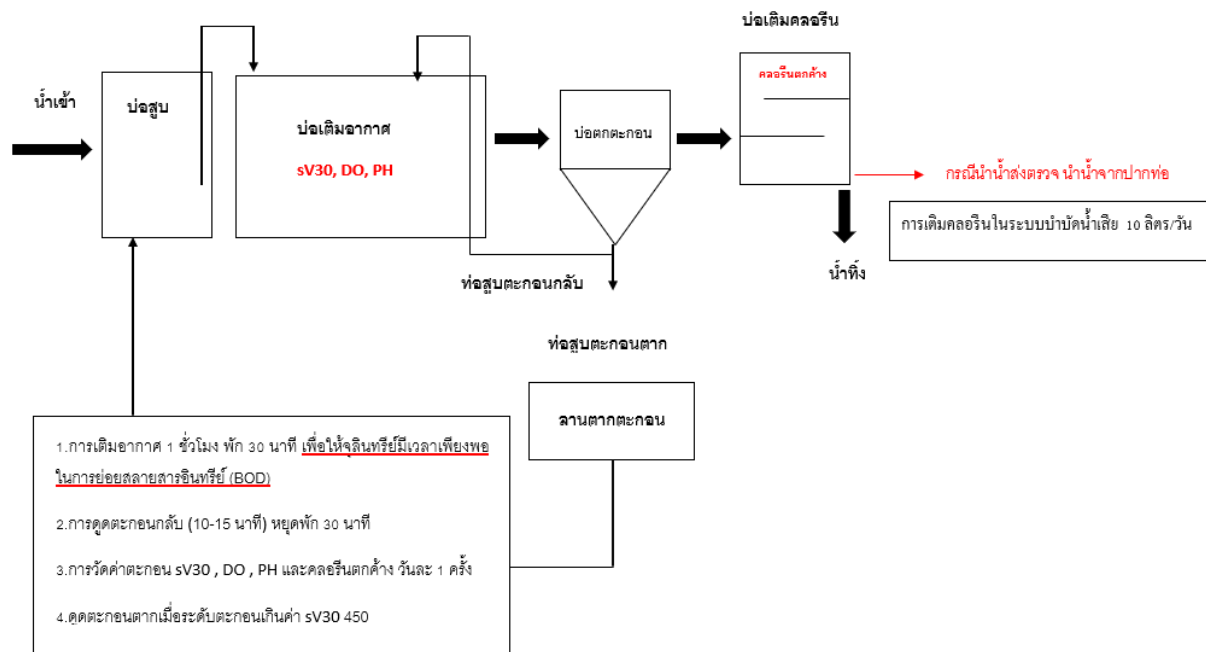 บ่อเติมคลอรีน
คลอรีนตกค้าง
น้ำเข้า
บ่อสูบ
บ่อเติมอากาศ
sV30, DO, PH
บ่อตกตะกอน
กรณีนำน้ำส่งตรวจ นำน้ำจากปากท่อ
การเติมคลอรีนในระบบบำบัดน้ำเสีย 10 ลิตร/วัน
น้ำทิ้ง
ท่อสูบตะกอนกลับ
ท่อสูบตะกอนตาก
ลานตากตะกอน
1.การเติมอากาศ 1 ชั่วโมง พัก 30 นาที เพื่อให้จุลินทรีย์มีเวลาเพียงพอ
ในการย่อยสลายสารอินทรีย์ (BOD)
2.การดูดตะกอนกลับ (10-15 นาที) หยุดพัก 30 นาที
3.การวัดค่าตะกอน sV30 , DO , PH และคลอรีนตกค้าง วันละ 1 ครั้ง
4.ดูดตะกอนตากเมื่อระดับตะกอนเกินค่า sV30 450